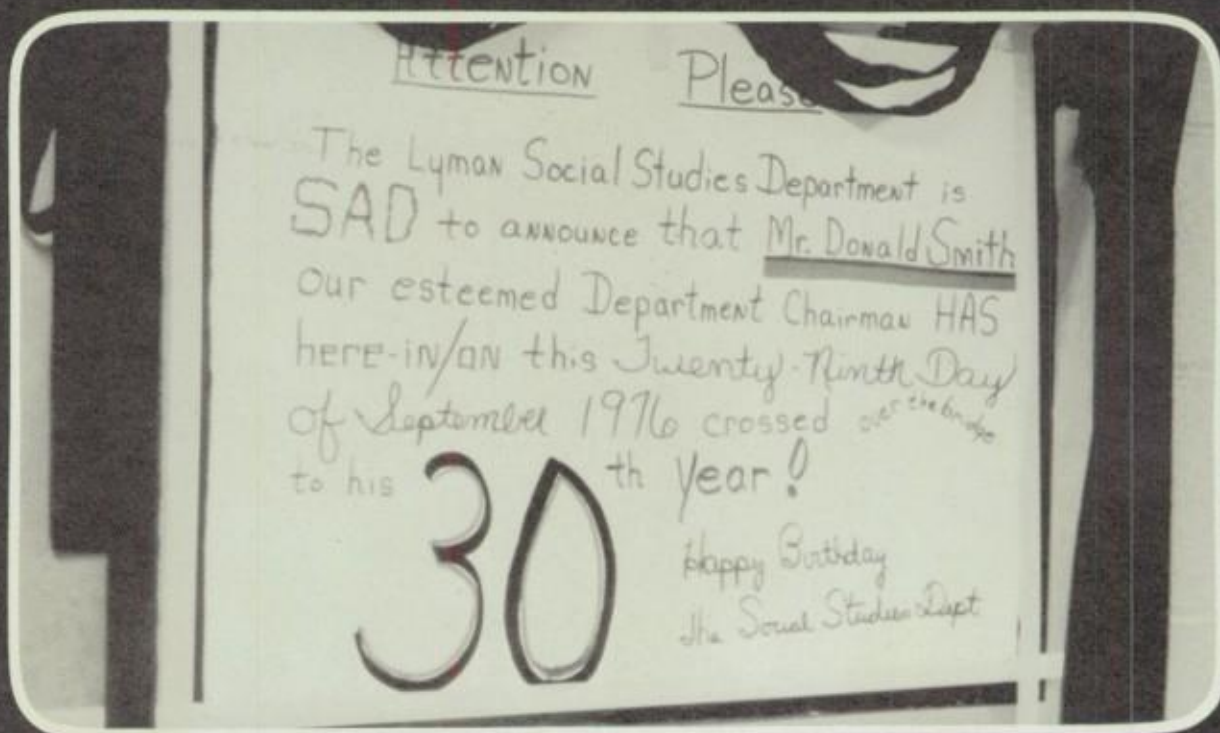 Attention Please
The Lyman Social Studies Department is
SAD to announce that Mr. Donald Smith
our esteemed Department Chairman HAS
here-in/on this Twenty-Ninth Day
of September 1976 crossed over the bridge
to his 30th year!
Happy Birthday
the Social Studies Dept